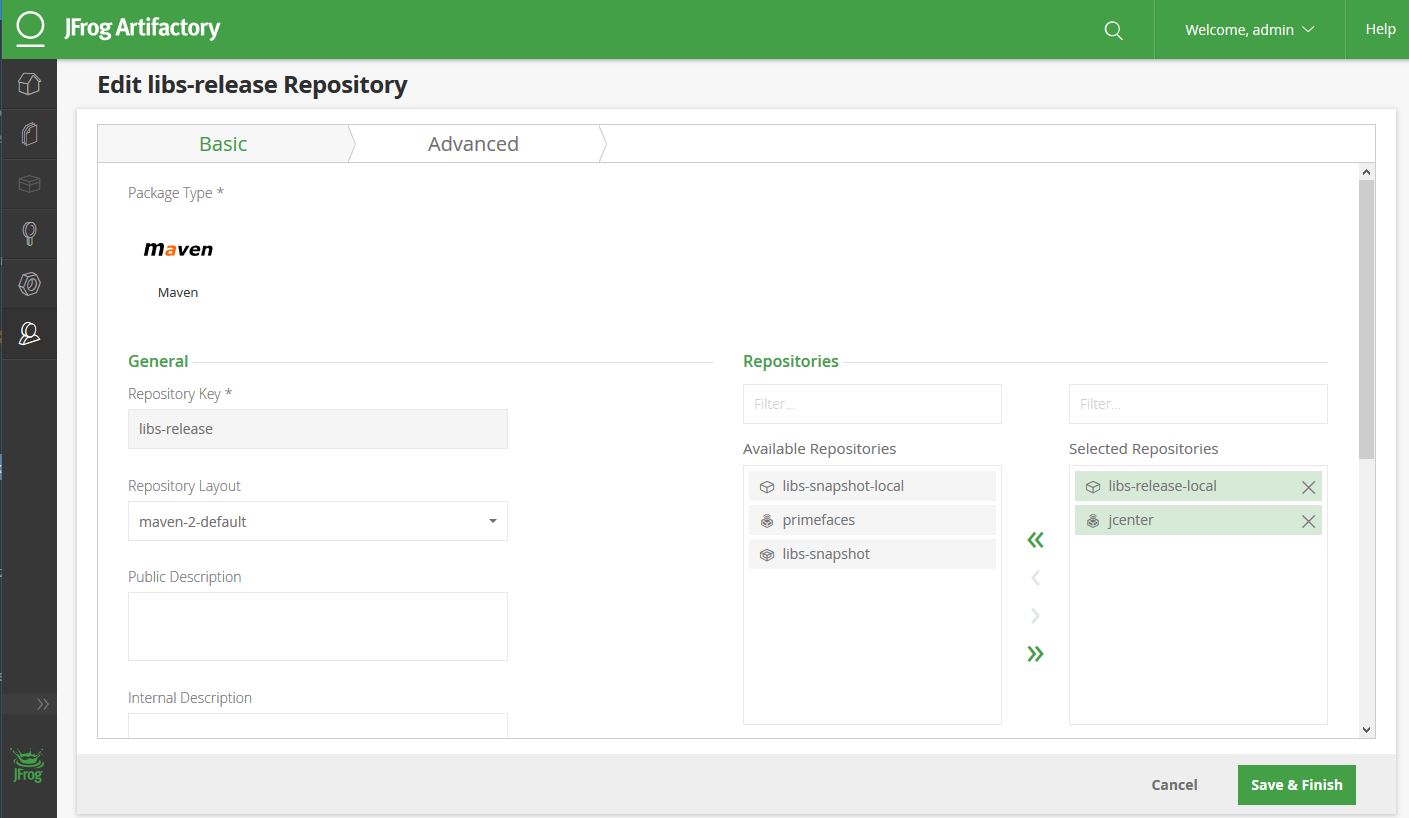 JFrog Artifactory
Welcome, admin
Help
Edit libs-release Repository
Basic
Advanced
Package Type *
maven
Maven
General
Repository Key *
libs-release
Repository Layout
maven-2-default
Public Description
Internal Description
Repositories
Filter...
Filter...
Available Repositories
libs-snapshot-local
primefaces
libs-snapshot
Selected Repositories
libs-release-local
jcenter
JFrog
Cancel
Save & Finish